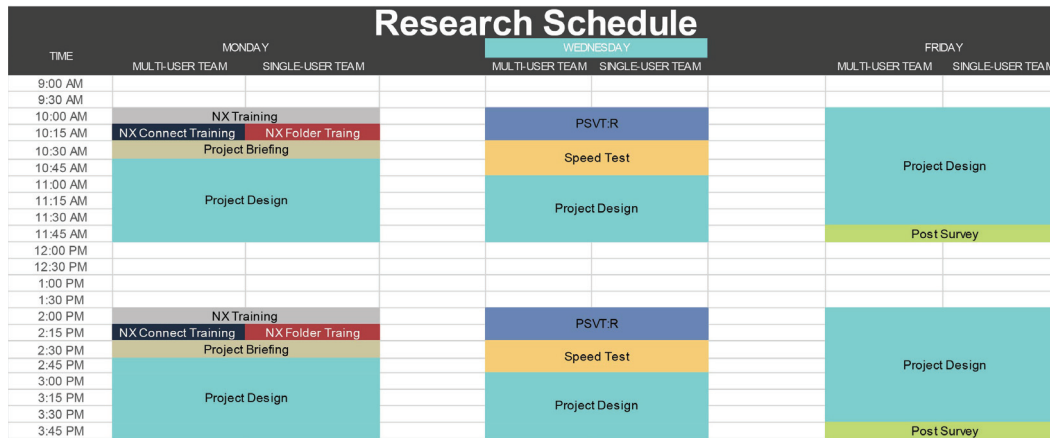 Research Schedule
TIME MONDAY WEDNESDAY FRIDAY
MULTI-USER TEAM SINGLE-USER TEAM MULTI-USER TEAM SINGLE-USER TEAM MULTI-USER TEAM SINGLE-USER TEAM
9:00 AM
9:30 AM
10:00 AM NX Training PSVT:R
10:15 AM NX Connect Training NX Folder Traing
10:30 AM Project Briefing Speed Test
10:45 AM Project Design
11:00 AM
11:15 AM Project Design Project Design
11:30 AM
11:45 AM Post Survey
12:00 PM
12:30 PM
1:00 PM
1:30 PM
2:00 PM NX Training PSVT:R
2:15 PM NX Connect Training NX Folder Traing
2:30 PM Project Briefing Speed Test
2:45 PM Project Design
3:00 PM
3:15 PM Project Design Project Design
3:30 PM
3:45 PM Post Survey